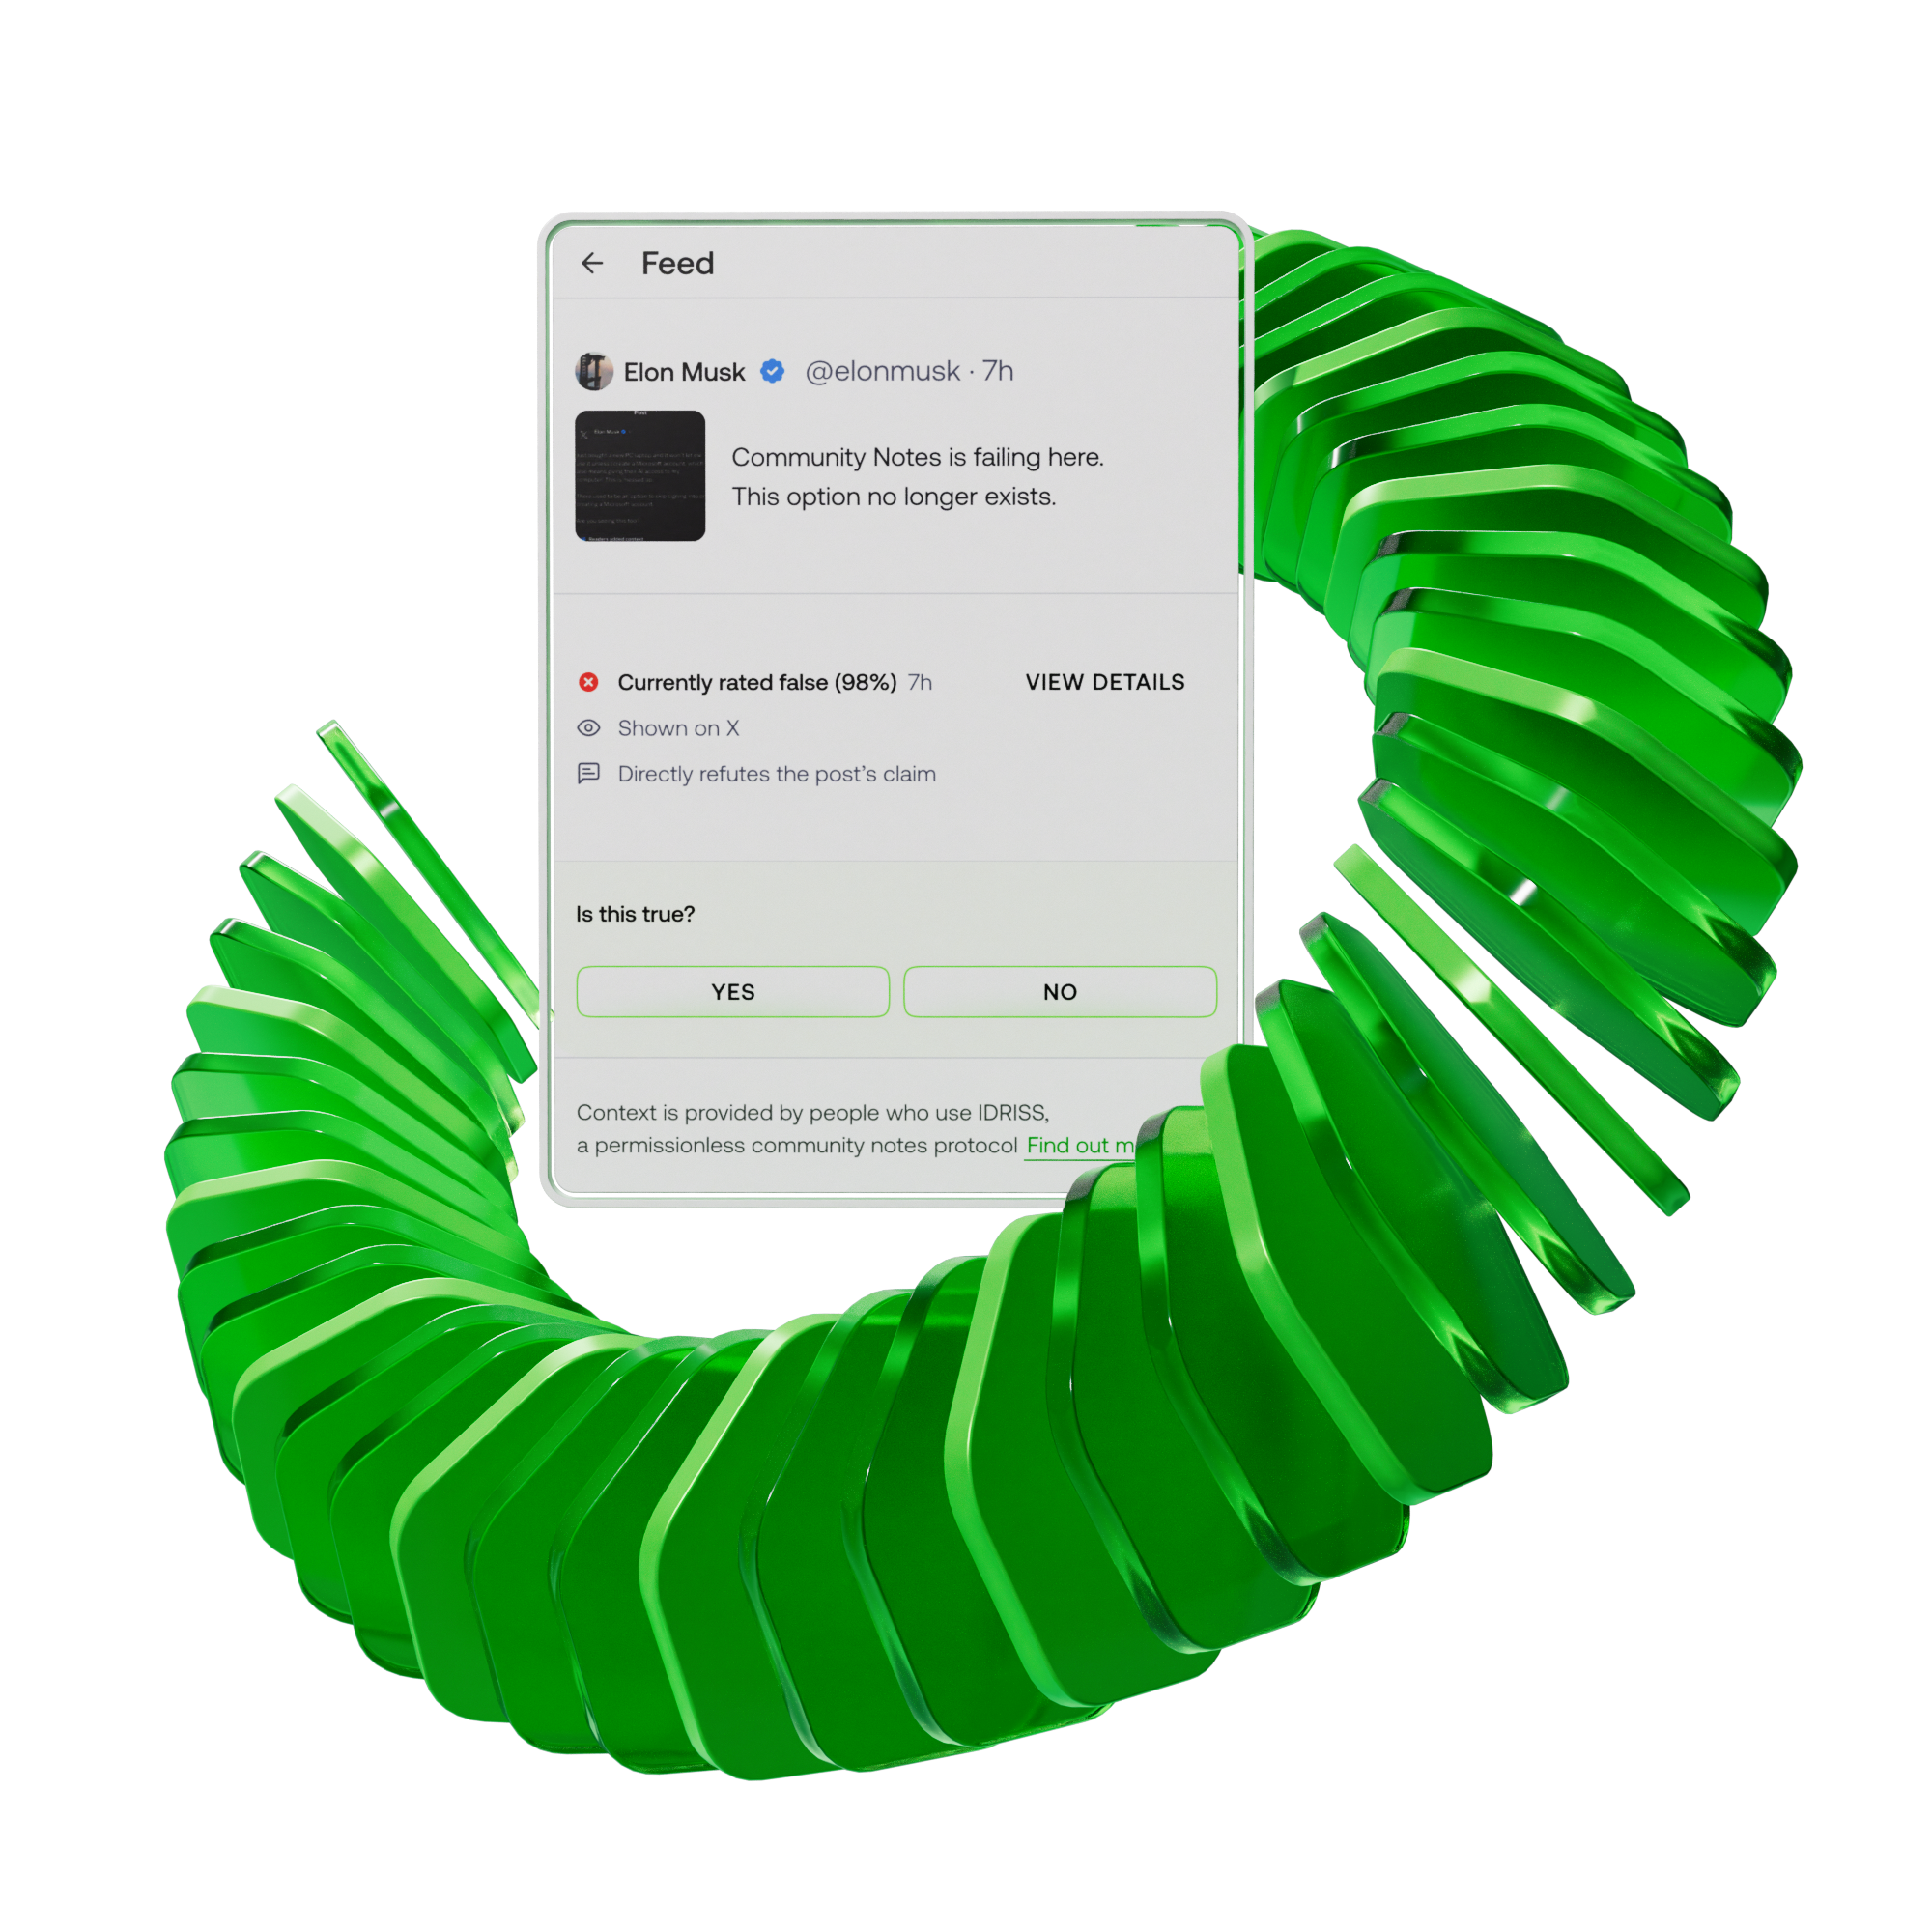 Feed
Elon Musk @elonmusk · 7h
Community Notes is failing here.
This option no longer exists.
Currently rated false (98%) 7h VIEW DETAILS
Shown on X
Directly refutes the post's claim
Is this true?
YES NO
Context is provided by people who use IDRISS,
a permissionless community notes protocol Find out